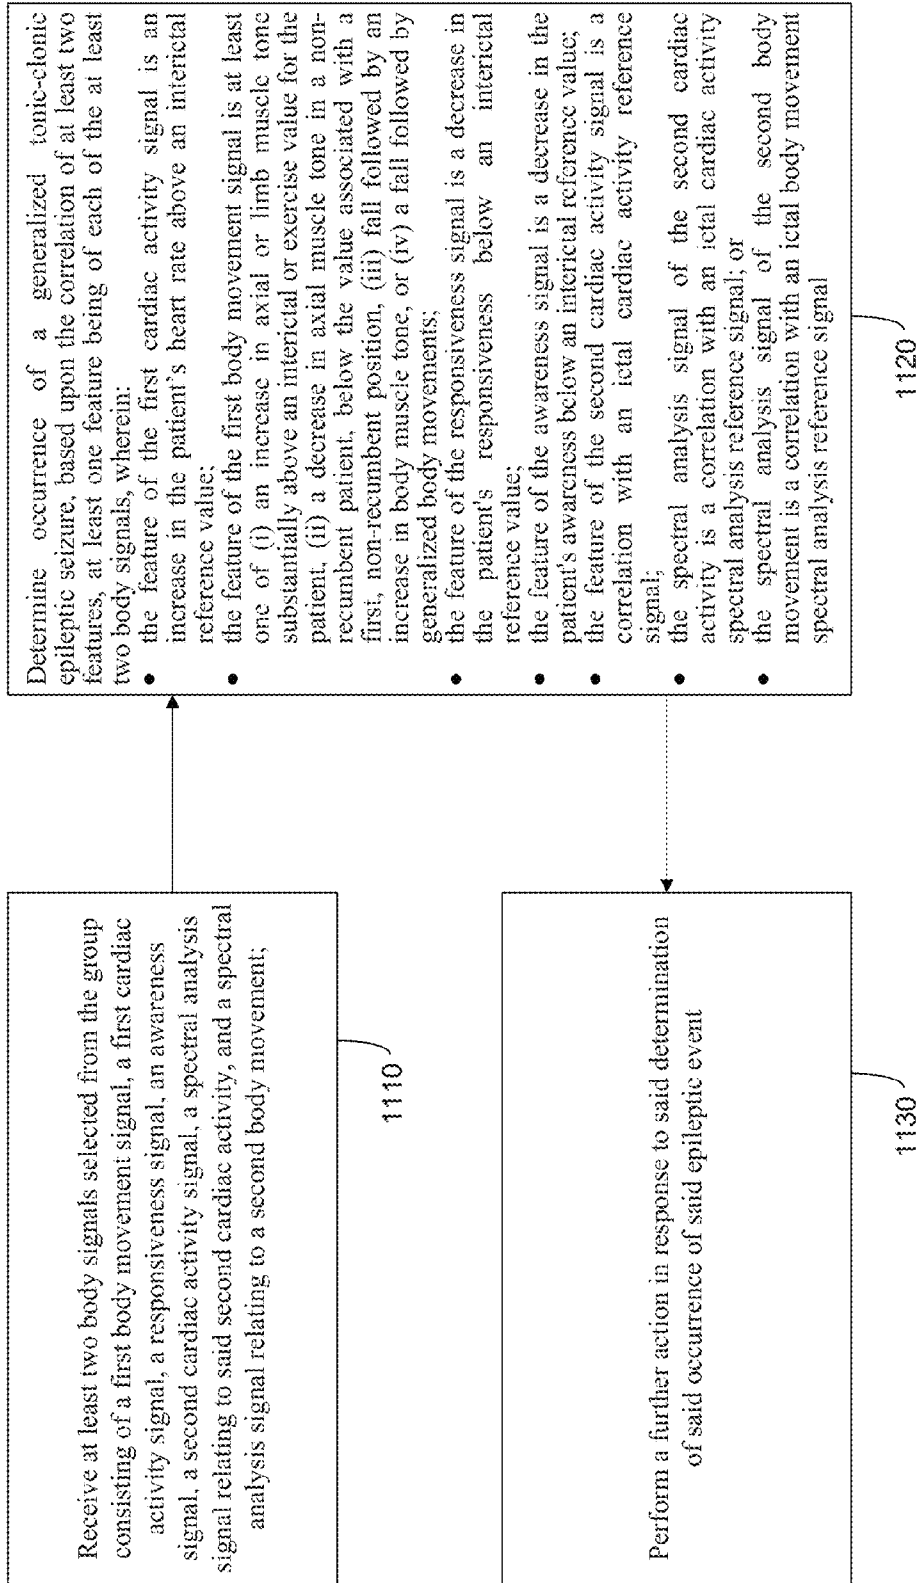 Receive at least two body signals selected from the group
consisting of a first body movement signal, a first cardiac
activity signal, a responsiveness signal, an awareness
signal, a second cardiac activity signal, a spectral analysis
signal relating to said second cardiac activity, and a spectral
analysis signal relating to a second body movement;
1110
Determine occurrence of a generalized tonic-clonic
epileptic seizure, based upon the correlation of at least two
features, at least one feature being of each of the at least
two body signals, wherein:
• the feature of the first cardiac activity signal is an
increase in the patient's heart rate above an interictal
reference value;
• the feature of the first body movement signal is at least
one of (i) an increase in axial or limb muscle tone
substantially above an interictal or exercise value for the
patient, (ii) a decrease in axial muscle tone in a non-
recumbent patient, below the value associated with a
first, non-recumbent position, (iii) fall followed by an
increase in body muscle tone, or (iv) a fall followed by
generalized body movements;
• the feature of the responsiveness signal is a decrease in
the patient's responsiveness below an interictal
reference value;
• the feature of the awareness signal is a decrease in the
patient's awareness below an interictal reference value;
• the feature of the second cardiac activity signal is a
correlation with an ictal cardiac activity reference
signal;
• the spectral analysis signal of the second cardiac
activity is a correlation with an ictal cardiac activity
spectral analysis reference signal; or
• the spectral analysis signal of the second body
movement is a correlation with an ictal body movement
spectral analysis reference signal
1120
Perform a further action in response to said determination
of said occurrence of said epileptic event
1130